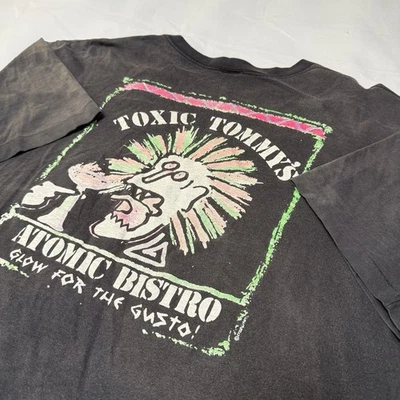 TOXIC TOMMY'S
ATOMIC BISTRO
GLOW FOR THE GUSTO!